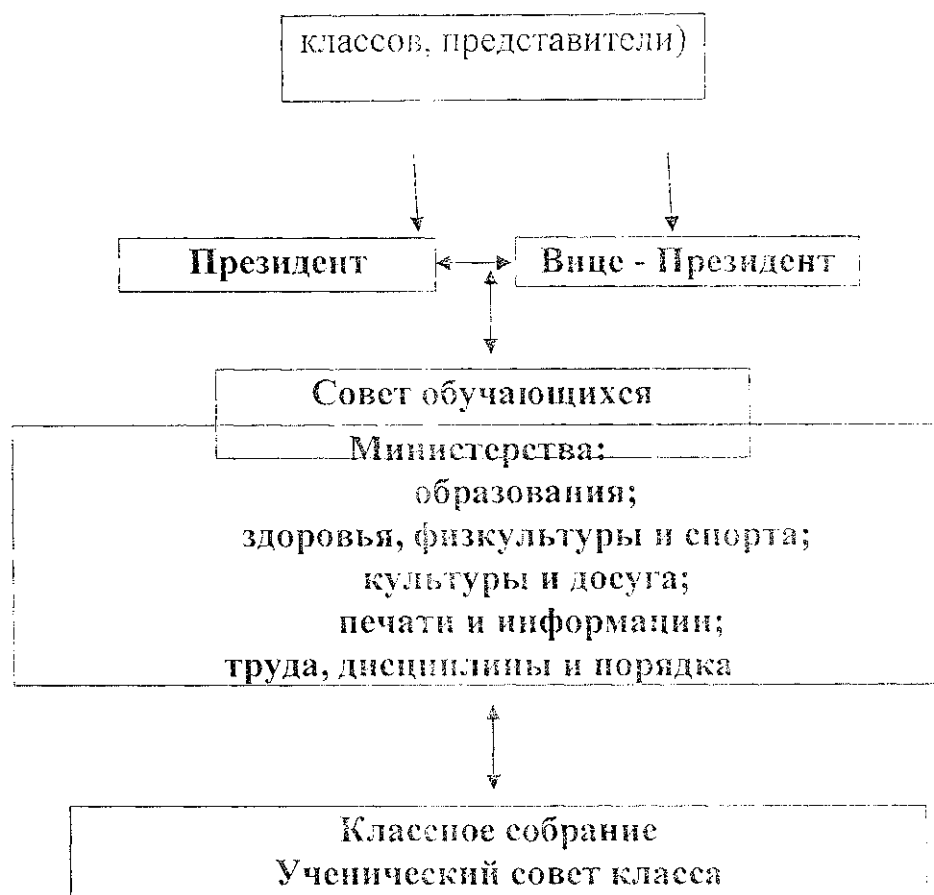 классов, представители)
Президент
Вице - Президент
Совет обучающихся
Министерства:
образования;
здоровья, физкультуры и спорта;
культуры и досуга;
печати и информации;
труда, дисциплины и порядка
Классное собрание
Ученический совет класса